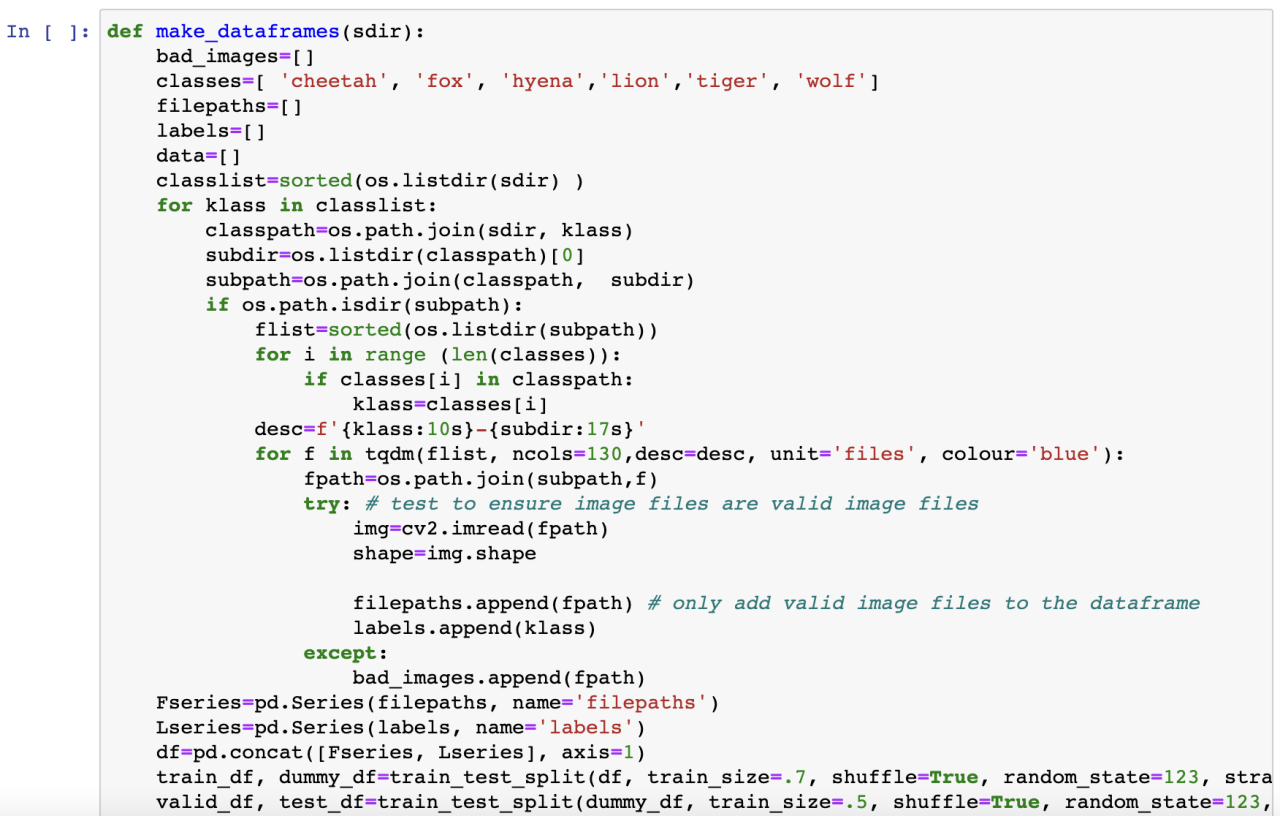 In [ ]: def make_dataframes(sdir):
    bad_images=[]
    classes=[ 'cheetah', 'fox', 'hyena','lion','tiger', 'wolf']
    filepaths=[]
    labels=[]
    data=[]
    classlist=sorted(os.listdir(sdir) )
    for klass in classlist:
        classpath=os.path.join(sdir, klass)
        subdir=os.listdir(classpath)[0]
        subpath=os.path.join(classpath,  subdir)
        if os.path.isdir(subpath):
            flist=sorted(os.listdir(subpath))
            for i in range (len(classes)):
                if classes[i] in classpath:
                    klass=classes[i]
            desc=f'{klass:10s}-{subdir:17s}'
            for f in tqdm(flist, ncols=130,desc=desc, unit='files', colour='blue'):
                fpath=os.path.join(subpath,f)
                try: # test to ensure image files are valid image files
                    img=cv2.imread(fpath)
                    shape=img.shape
                    filepaths.append(fpath) # only add valid image files to the dataframe
                    labels.append(klass)
                except:
                    bad_images.append(fpath)
    Fseries=pd.Series(filepaths, name='filepaths')
    Lseries=pd.Series(labels, name='labels')
    df=pd.concat([Fseries, Lseries], axis=1)
    train_df, dummy_df=train_test_split(df, train_size=.7, shuffle=True, random_state=123, stra
    valid_df, test_df=train_test_split(dummy_df, train_size=.5, shuffle=True, random_state=123,